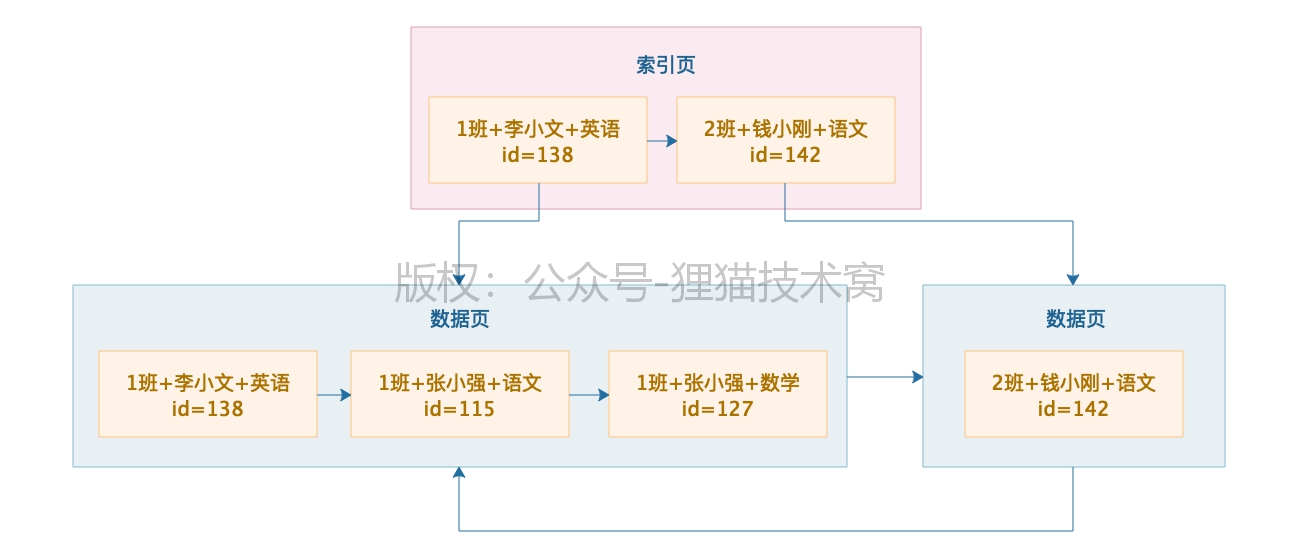 索引页
1班+李小文+英语
id=138
2班+钱小刚+语文
id=142
版权：公众号-狸猫技术窝
数据页
1班+李小文+英语
id=138
1班+张小强+语文
id=115
1班+张小强+数学
id=127
数据页
2班+钱小刚+语文
id=142